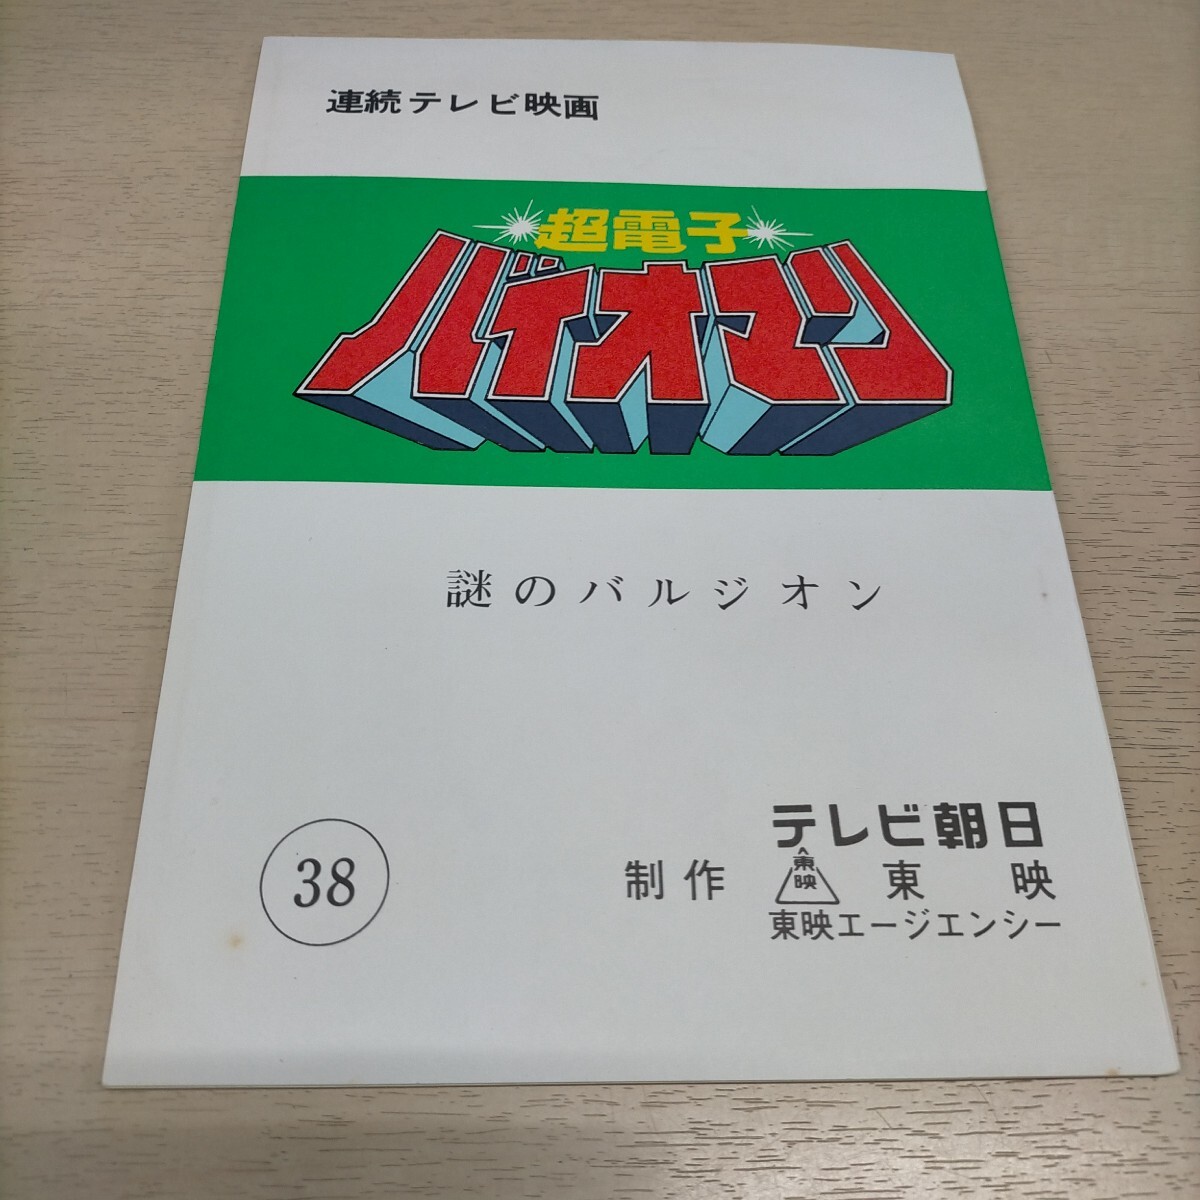 連続テレビ映画
超電子
バイオマン
謎のバルジオン
38
テレビ朝日
制作 東映 東映
東映エージエンシー